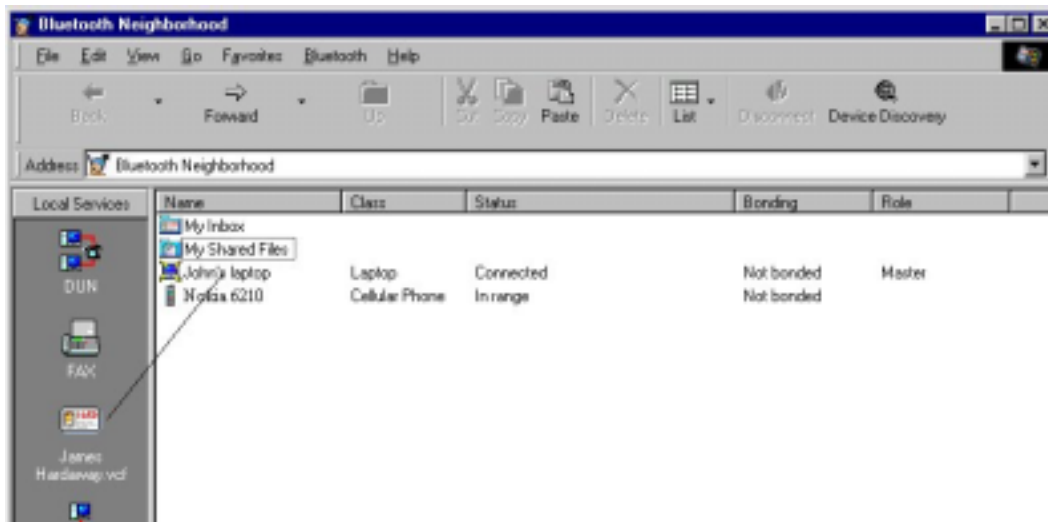 Bluetooth Neighborhood
File Edit View Go Favorites Bluetooth Help
Back Forward Up Cut Copy Paste Delete List Disconnect Device Discovery
Address Bluetooth Neighborhood
Local Services Name Class Status Bonding Role
My Inbox
My Shared Files
John's laptop Laptop Connected Not bonded Master
Nokia 6210 Cellular Phone In range Not bonded
DUN
FAX
James
Hardaway.vcf